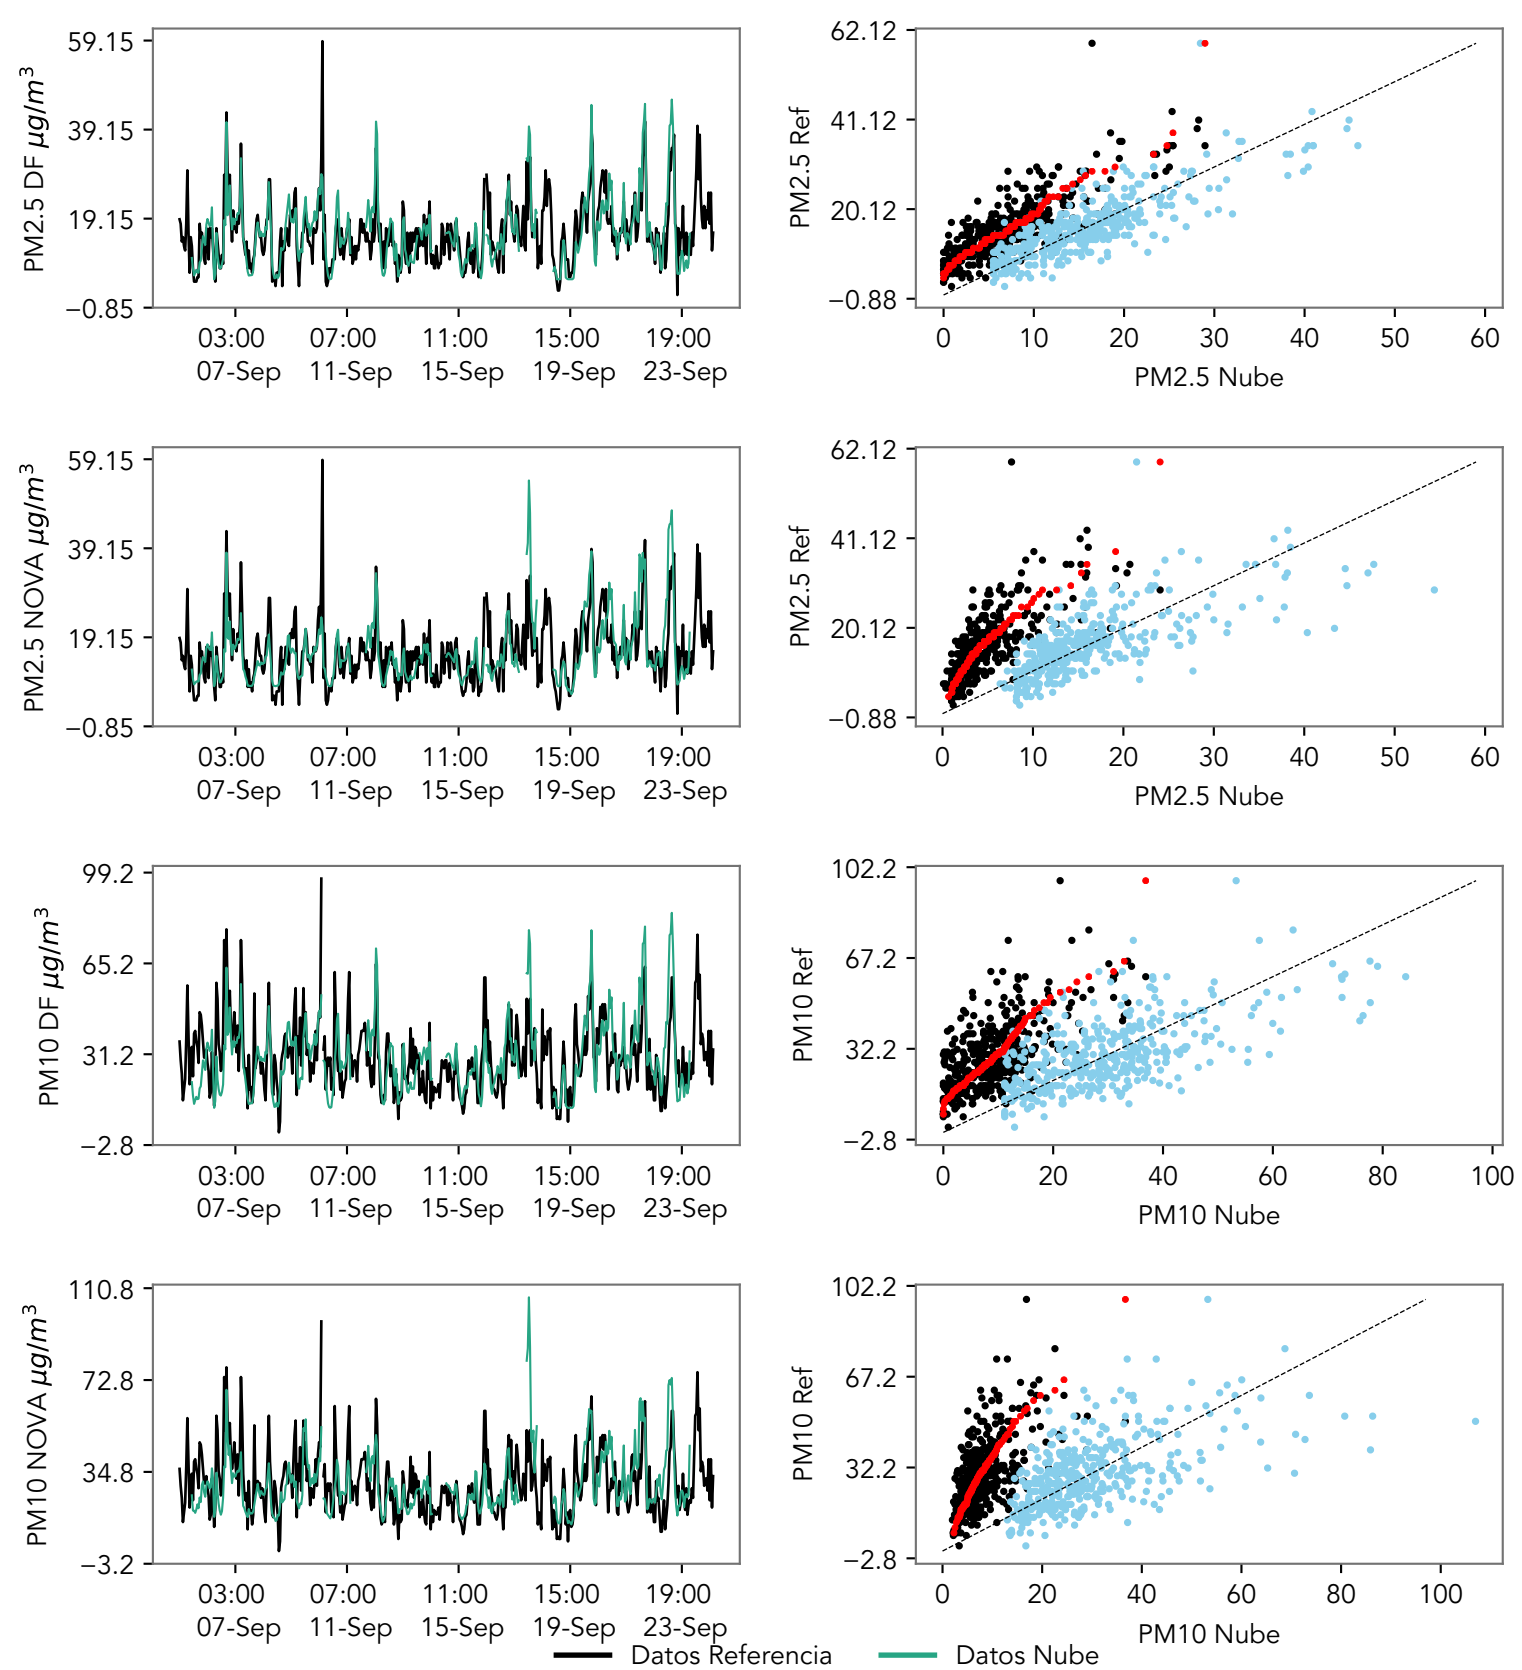 PM2.5 DF μg/m³
59.15
39.15
19.15
−0.85
03:00 07:00 11:00 15:00 19:00
07-Sep 11-Sep 15-Sep 19-Sep 23-Sep
PM2.5 Ref
62.12
41.12
20.12
−0.88
0 10 20 30 40 50 60
PM2.5 Nube
PM2.5 NOVA μg/m³
59.15
39.15
19.15
−0.85
03:00 07:00 11:00 15:00 19:00
07-Sep 11-Sep 15-Sep 19-Sep 23-Sep
PM2.5 Ref
62.12
41.12
20.12
−0.88
0 10 20 30 40 50 60
PM2.5 Nube
PM10 DF μg/m³
99.2
65.2
31.2
−2.8
03:00 07:00 11:00 15:00 19:00
07-Sep 11-Sep 15-Sep 19-Sep 23-Sep
PM10 Ref
102.2
67.2
32.2
−2.8
0 20 40 60 80 100
PM10 Nube
PM10 NOVA μg/m³
110.8
72.8
34.8
−3.2
03:00 07:00 11:00 15:00 19:00
07-Sep 11-Sep 15-Sep 19-Sep 23-Sep
PM10 Ref
102.2
67.2
32.2
−2.8
0 20 40 60 80 100
PM10 Nube
Datos Referencia Datos Nube